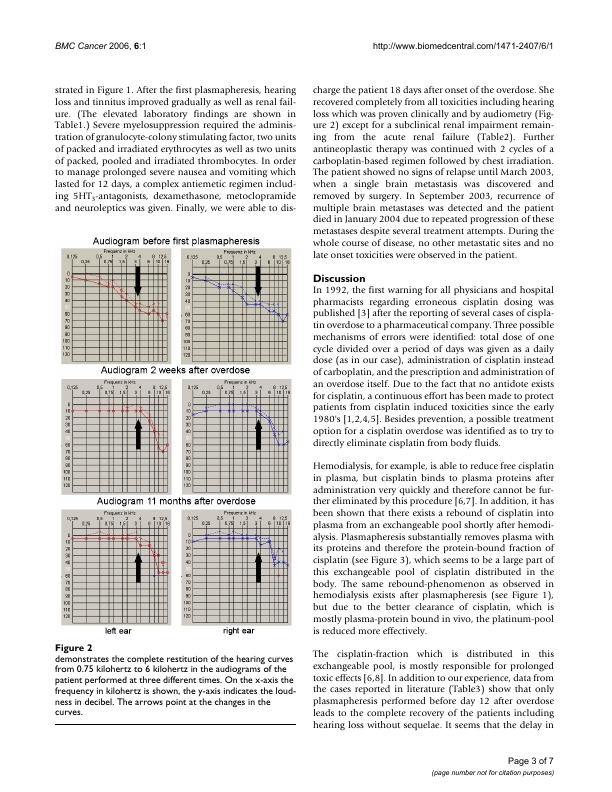 BMC Cancer 2006, 6:1
http://www.biomedcentral.com/1471-2407/6/1
strated in Figure 1. After the first plasmapheresis, hearing
loss and tinnitus improved gradually as well as renal fail-
ure. (The elevated laboratory findings are shown in
Table1.) Severe myelosuppression required the adminis-
tration of granulocyte-colony stimulating factor, two units
of packed and irradiated erythrocytes as well as two units
of packed, pooled and irradiated thrombocytes. In order
to manage prolonged severe nausea and vomiting which
lasted for 12 days, a complex antiemetic regimen includ-
ing 5HT3-antagonists, dexamethasone, metoclopramide
and neuroleptics was given. Finally, we were able to dis-
Audiogram before first plasmapheresis
Audiogram 2 weeks after overdose
Audiogram 11 months after overdose
left ear
right ear
Figure 2
demonstrates the complete restitution of the hearing curves
from 0.75 kilohertz to 6 kilohertz in the audiograms of the
patient performed at three different times. On the x-axis the
frequency in kilohertz is shown, the y-axis indicates the loud-
ness in decibel. The arrows point at the changes in the
curves.
charge the patient 18 days after onset of the overdose. She
recovered completely from all toxicities including hearing
loss which was proven clinically and by audiometry (Fig-
ure 2) except for a subclinical renal impairment remain-
ing from the acute renal failure (Table2). Further
antineoplastic therapy was continued with 2 cycles of a
carboplatin-based regimen followed by chest irradiation.
The patient showed no signs of relapse until March 2003,
when a single brain metastasis was discovered and
removed by surgery. In September 2003, recurrence of
multiple brain metastases was detected and the patient
died in January 2004 due to repeated progression of these
metastases despite several treatment attempts. During the
whole course of disease, no other metastatic sites and no
late onset toxicities were observed in the patient.
Discussion
In 1992, the first warning for all physicians and hospital
pharmacists regarding erroneous cisplatin dosing was
published [3] after the reporting of several cases of cispla-
tin overdose to a pharmaceutical company. Three possible
mechanisms of errors were identified: total dose of one
cycle divided over a period of days was given as a daily
dose (as in our case), administration of cisplatin instead
of carboplatin, and the prescription and administration of
an overdose itself. Due to the fact that no antidote exists
for cisplatin, a continuous effort has been made to protect
patients from cisplatin induced toxicities since the early
1980's [1,2,4,5]. Besides prevention, a possible treatment
option for a cisplatin overdose was identified as to try to
directly eliminate cisplatin from body fluids.
Hemodialysis, for example, is able to reduce free cisplatin
in plasma, but cisplatin binds to plasma proteins after
administration very quickly and therefore cannot be fur-
ther eliminated by this procedure [6,7]. In addition, it has
been shown that there exists a rebound of cisplatin into
plasma from an exchangeable pool shortly after hemodi-
alysis. Plasmapheresis substantially removes plasma with
its proteins and therefore the protein-bound fraction of
cisplatin (see Figure 3), which seems to be a large part of
this exchangeable pool of cisplatin distributed in the
body. The same rebound-phenomenon as observed in
hemodialysis exists after plasmapheresis (see Figure 1),
but due to the better clearance of cisplatin, which is
mostly plasma-protein bound in vivo, the platinum-pool
is reduced more effectively.
The cisplatin-fraction which is distributed in this
exchangeable pool, is mostly responsible for prolonged
toxic effects [6,8]. In addition to our experience, data from
the cases reported in literature (Table3) show that only
plasmapheresis performed before day 12 after overdose
leads to the complete recovery of the patients including
hearing loss without sequelae. It seems that the delay in
Page 3 of 7
(page number not for citation purposes)